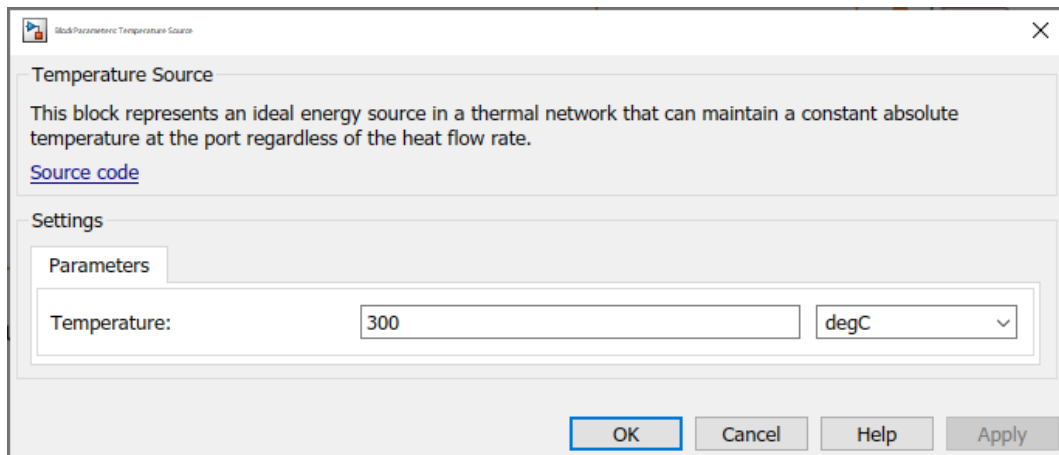 Block Parameters: Temperature Source
Temperature Source
This block represents an ideal energy source in a thermal network that can maintain a constant absolute
temperature at the port regardless of the heat flow rate.
Source code
Settings
Parameters
Temperature:
300
degC
OK
Cancel
Help
Apply